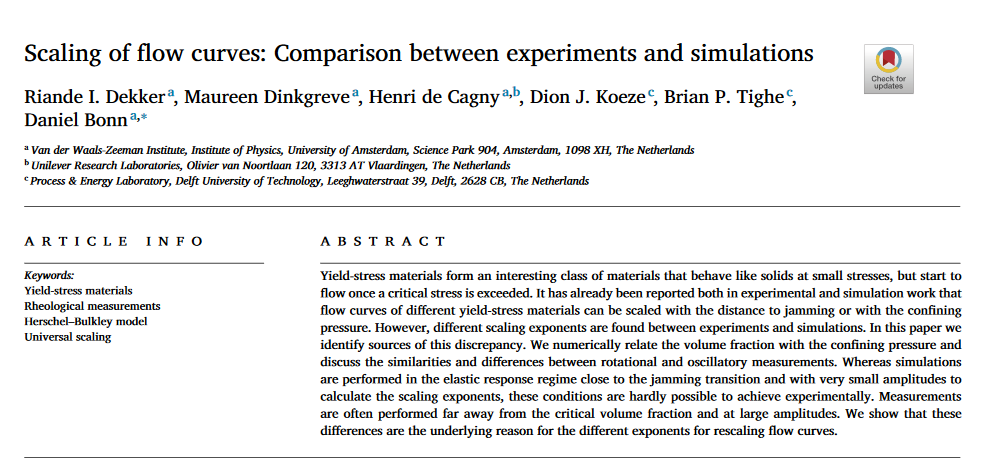 Scaling of flow curves: Comparison between experiments and simulations
Check for
updates
Riande I. Dekker a, Maureen Dinkgreve a, Henri de Cagny a,b, Dion J. Koeze c, Brian P. Tighe c,
Daniel Bonn a,*
a Van der Waals-Zeeman Institute, Institute of Physics, University of Amsterdam, Science Park 904, Amsterdam, 1098 XH, The Netherlands
b Unilever Research Laboratories, Olivier van Noortlaan 120, 3313 AT Vlaardingen, The Netherlands
c Process & Energy Laboratory, Delft University of Technology, Leeghwaterstraat 39, Delft, 2628 CB, The Netherlands
ARTICLE INFO
Keywords:
Yield-stress materials
Rheological measurements
Herschel–Bulkley model
Universal scaling
ABSTRACT
Yield-stress materials form an interesting class of materials that behave like solids at small stresses, but start to
flow once a critical stress is exceeded. It has already been reported both in experimental and simulation work that
flow curves of different yield-stress materials can be scaled with the distance to jamming or with the confining
pressure. However, different scaling exponents are found between experiments and simulations. In this paper we
identify sources of this discrepancy. We numerically relate the volume fraction with the confining pressure and
discuss the similarities and differences between rotational and oscillatory measurements. Whereas simulations
are performed in the elastic response regime close to the jamming transition and with very small amplitudes to
calculate the scaling exponents, these conditions are hardly possible to achieve experimentally. Measurements
are often performed far away from the critical volume fraction and at large amplitudes. We show that these
differences are the underlying reason for the different exponents for rescaling flow curves.